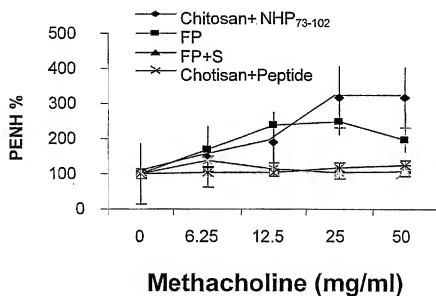 Chitosan+ NHP73-102
FP
FP+S
Chotisan+Peptide
500
400
300
200
100
0
PENH %
0 6.25 12.5 25 50
Methacholine (mg/ml)